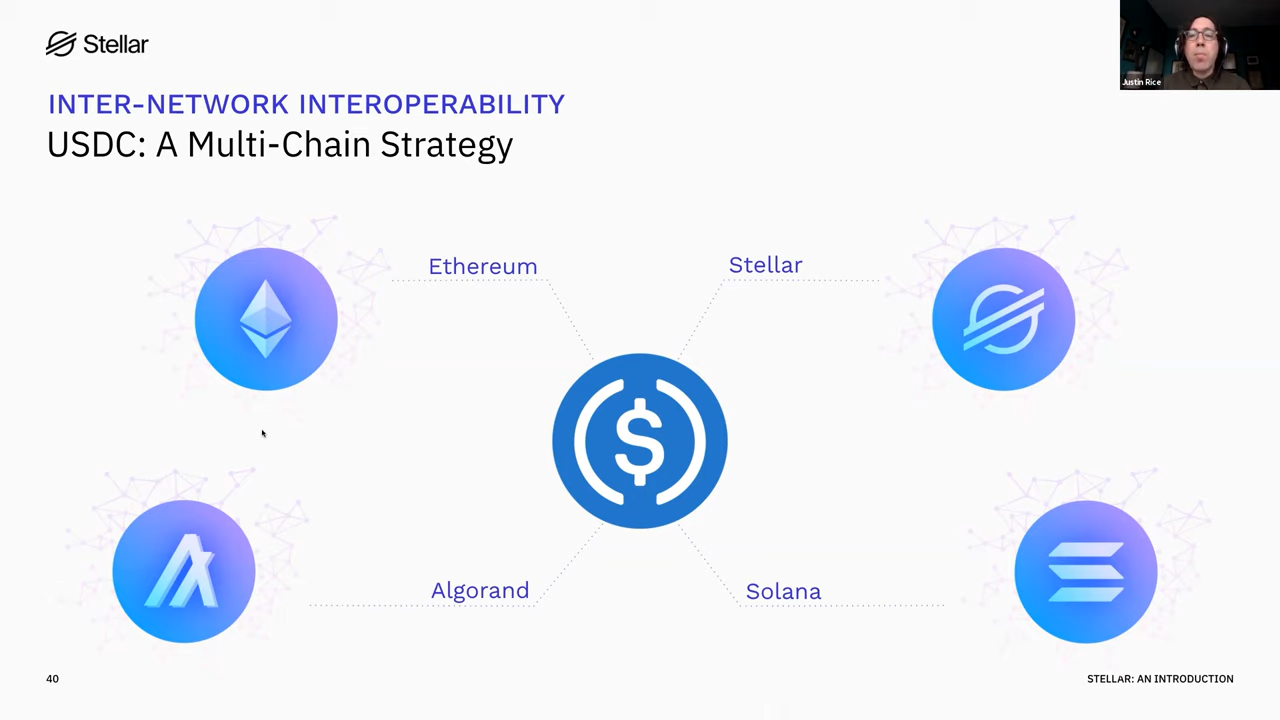 Stellar
Justin Rice
INTER-NETWORK INTEROPERABILITY
USDC: A Multi-Chain Strategy
Ethereum
Stellar
$
Algorand
Solana
40
STELLAR: AN INTRODUCTION